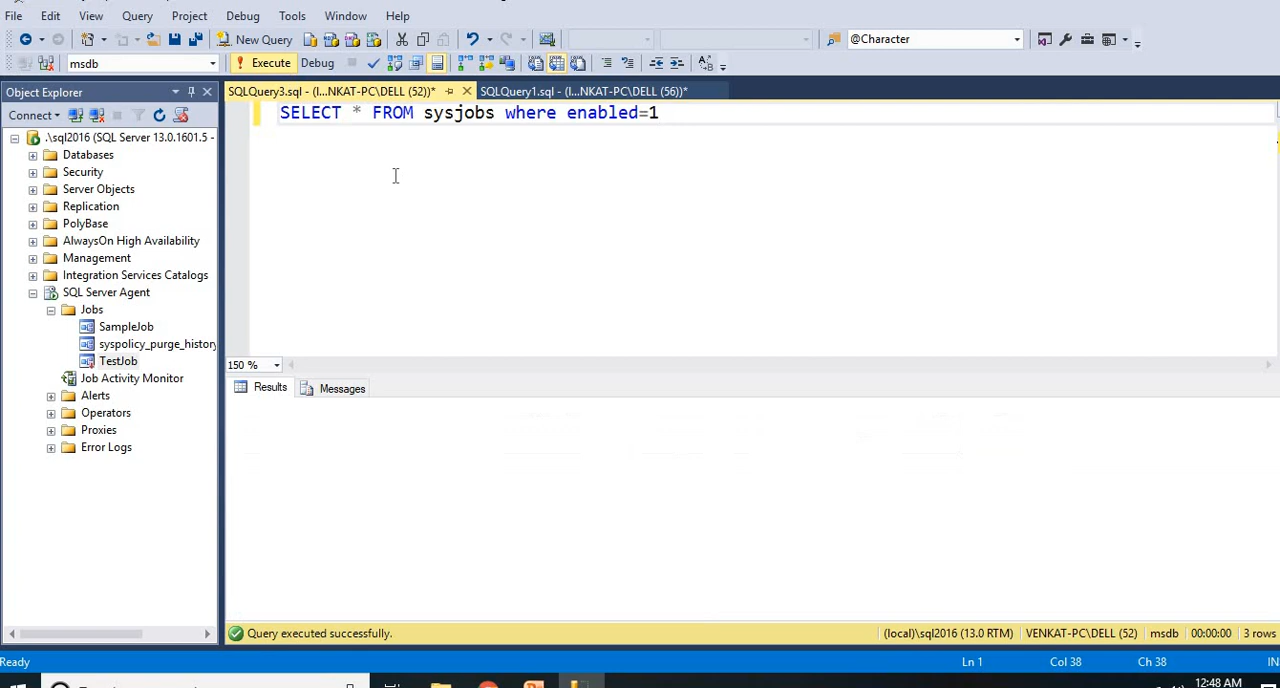 File Edit View Query Project Debug Tools Window Help
New Query @Character
msdb Execute Debug
Object Explorer
SQLQuery3.sql - (l...NKAT-PC\DELL (52))* SQLQuery1.sql - (l...NKAT-PC\DELL (56))*
Connect
SELECT * FROM sysjobs where enabled=1
.\sql2016 (SQL Server 13.0.1601.5 -
Databases
Security
Server Objects
Replication
PolyBase
AlwaysOn High Availability
Management
Integration Services Catalogs
SQL Server Agent
Jobs
SampleJob
syspolicy_purge_history
TestJob
Job Activity Monitor
Alerts
Operators
Proxies
Error Logs
150 %
Results Messages
Query executed successfully. (local)\sql2016 (13.0 RTM) VENKAT-PC\DELL (52) msdb 00:00:00 3 rows
Ready Ln 1 Col 38 Ch 38 IN
12:48 AM